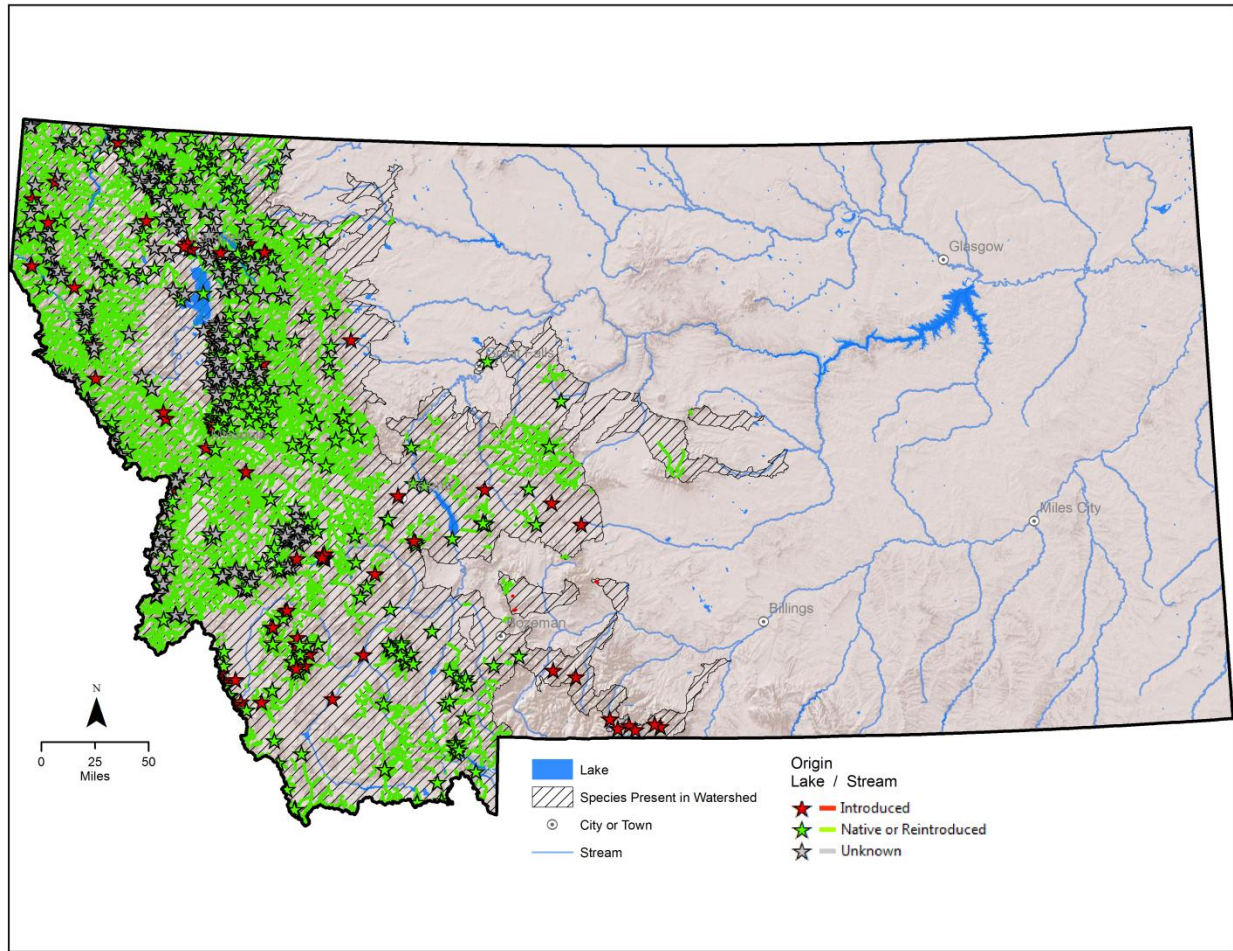 Glasgow
Great Falls
Miles City
Billings
Bozeman
N
0 25 50
Miles
Lake
Species Present in Watershed
City or Town
Stream
Origin
Lake / Stream
Introduced
Native or Reintroduced
Unknown